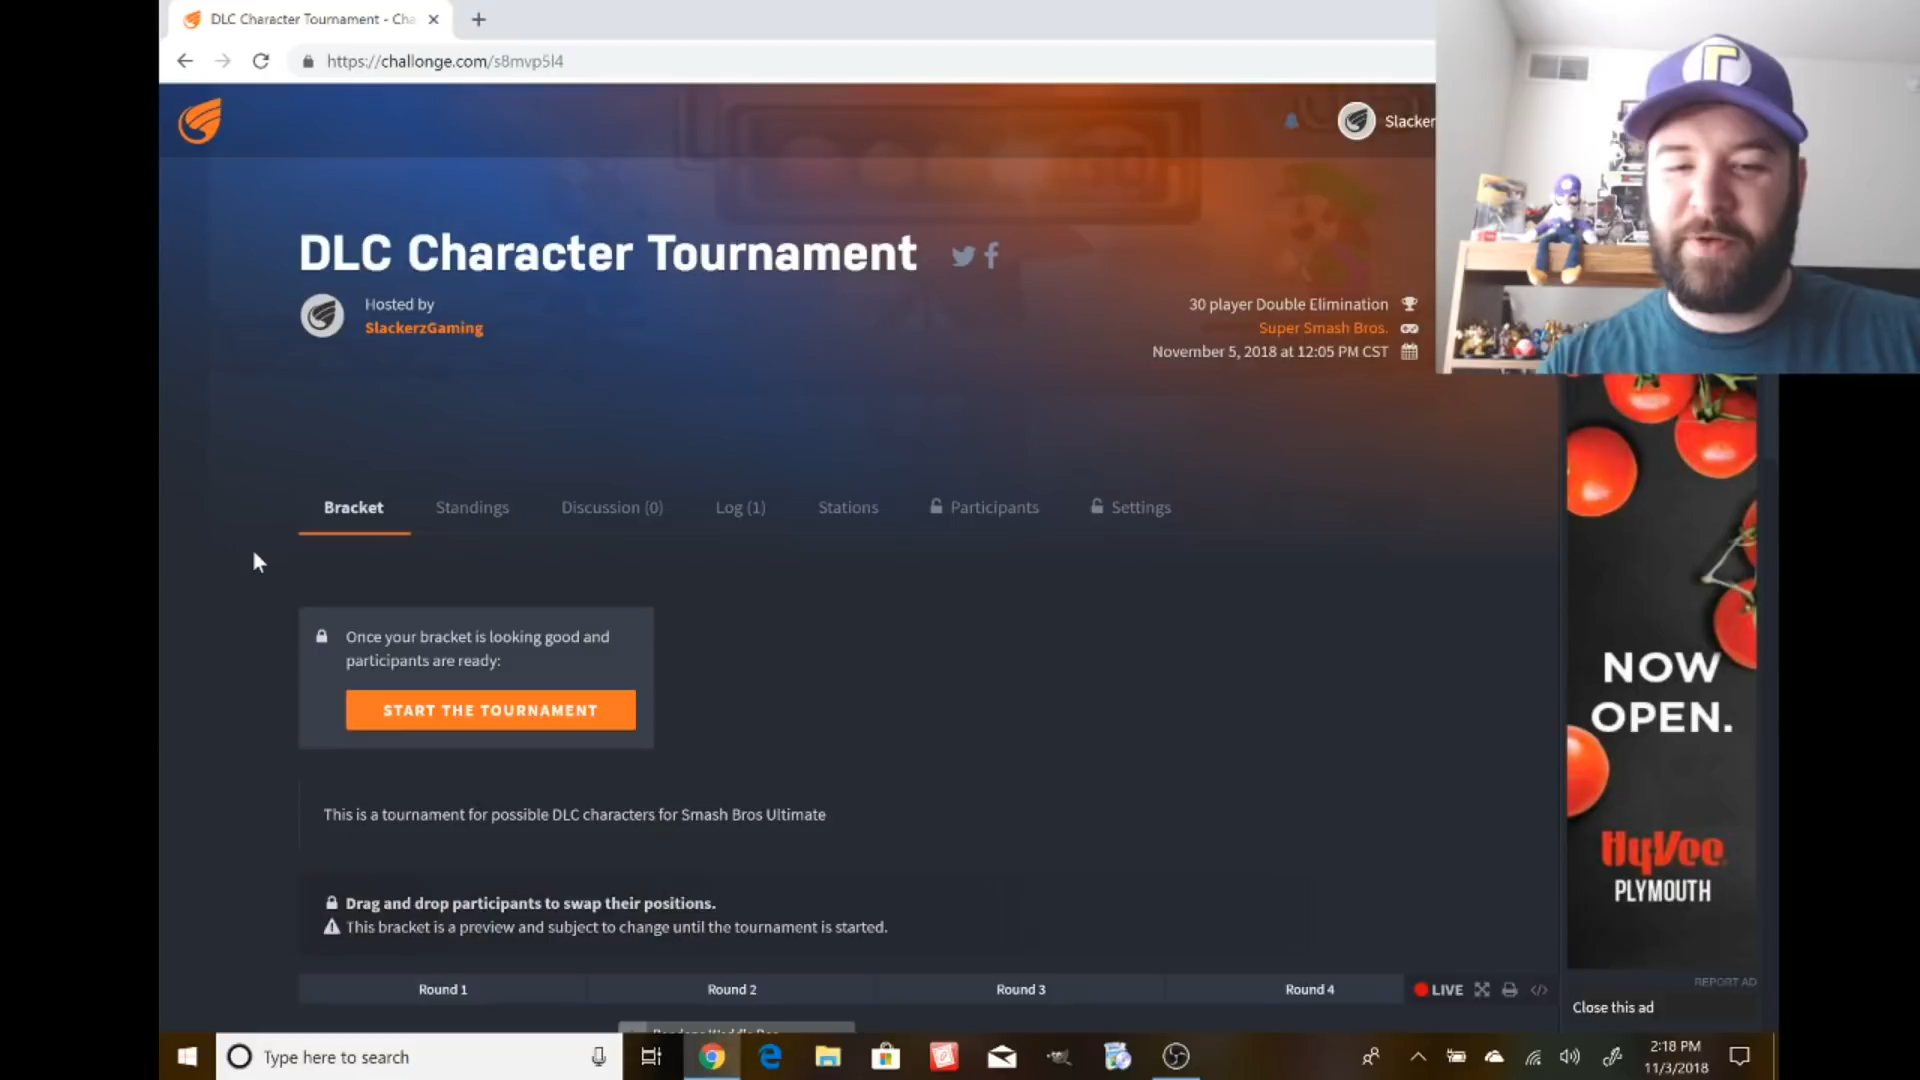 DLC Character Tournament - Cha
https://challonge.com/s8mvp5l4
Slacker
DLC Character Tournament
Hosted by
SlackerzGaming
30 player Double Elimination
Super Smash Bros.
November 5, 2018 at 12:05 PM CST
Bracket
Standings
Discussion (0)
Log (1)
Stations
Participants
Settings
Once your bracket is looking good and
participants are ready:
START THE TOURNAMENT
This is a tournament for possible DLC characters for Smash Bros Ultimate
Drag and drop participants to swap their positions.
This bracket is a preview and subject to change until the tournament is started.
Round 1
Round 2
Round 3
Round 4
LIVE
NOW
OPEN.
HyVee
PLYMOUTH
REPORT AD
Close this ad
Type here to search
2:18 PM
11/3/2018